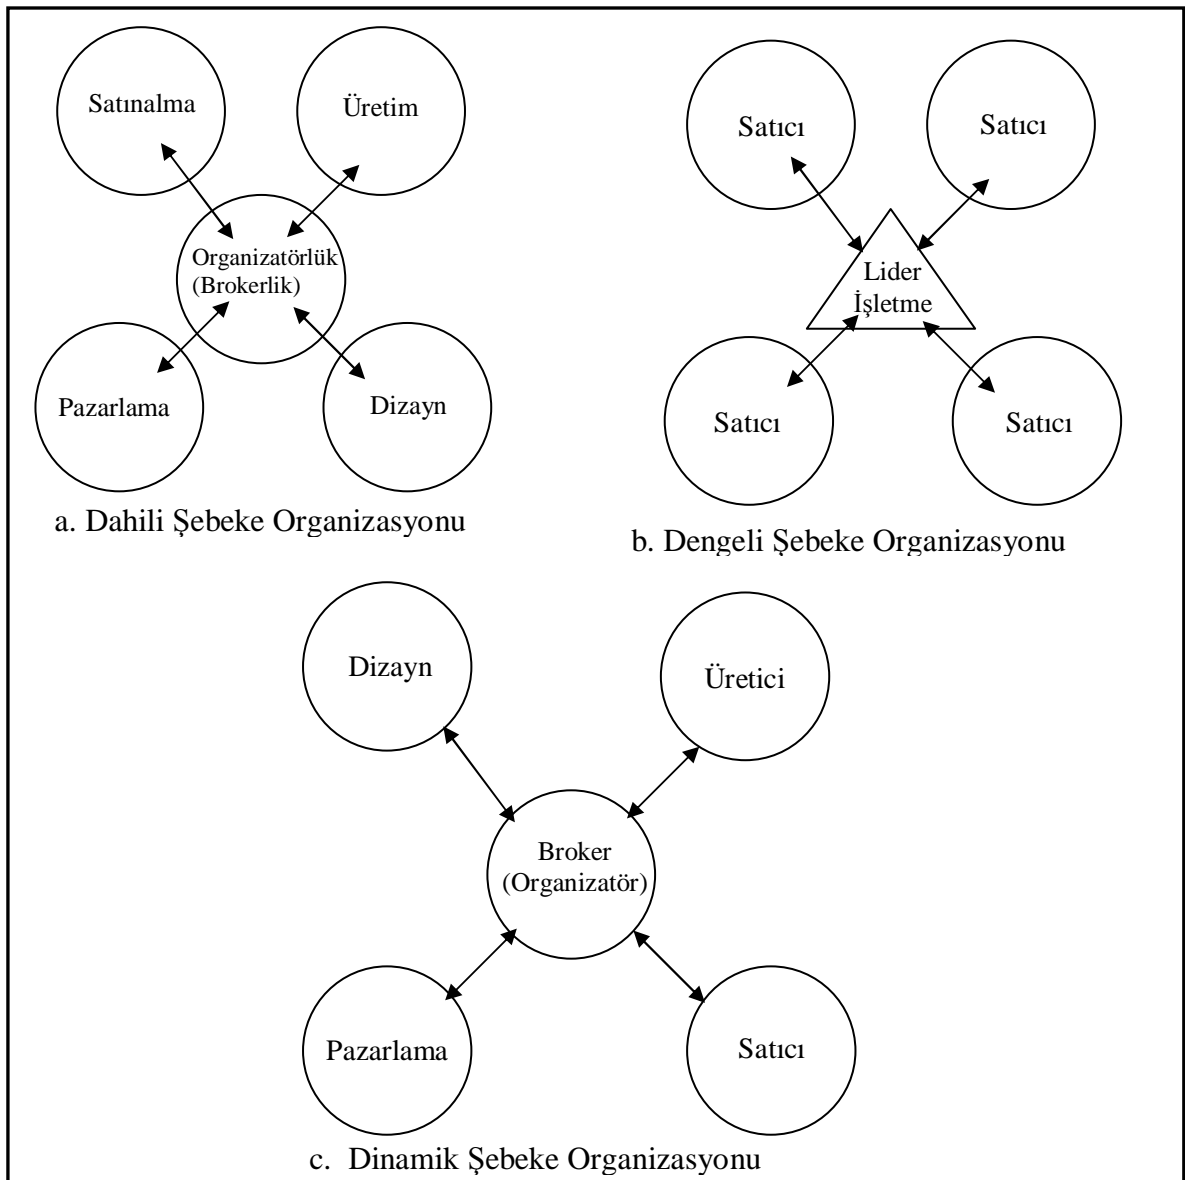 Satınalma
Üretim
Organizatörlük
(Brokerlik)
Pazarlama
Dizayn
a. Dahili Şebeke Organizasyonu
Satıcı
Satıcı
Lider
İşletme
Satıcı
Satıcı
b. Dengeli Şebeke Organizasyonu
Dizayn
Üretici
Broker
(Organizatör)
Pazarlama
Satıcı
c. Dinamik Şebeke Organizasyonu